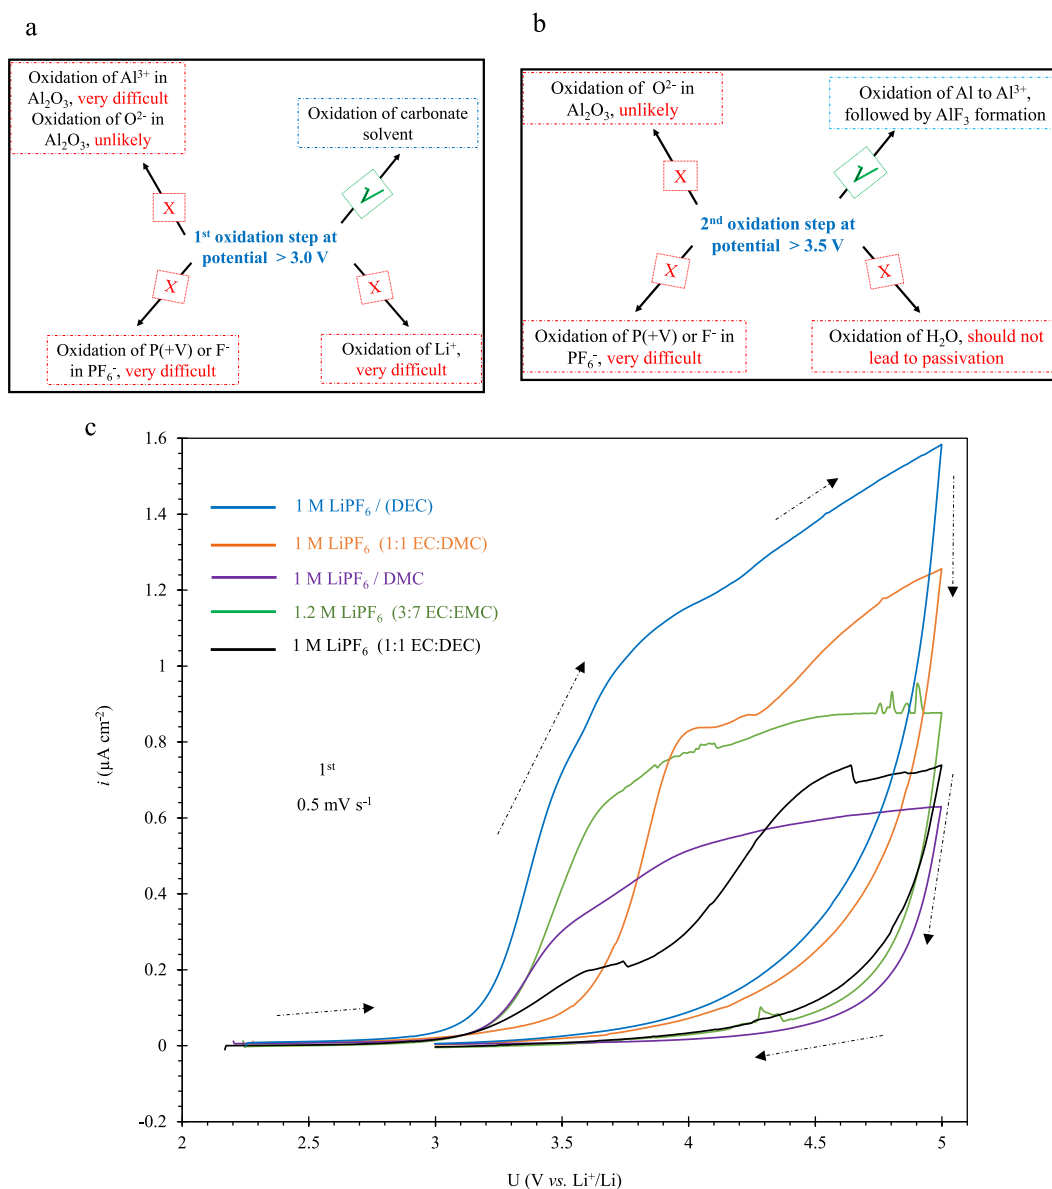 a
Oxidation of Al³⁺ in
Al₂O₃, very difficult
Oxidation of O²⁻ in
Al₂O₃, unlikely
Oxidation of carbonate
solvent
X
√
1ˢᵗ oxidation step at
potential > 3.0 V
X
X
Oxidation of P(+V) or F⁻
in PF₆⁻, very difficult
Oxidation of Li⁺,
very difficult
b
Oxidation of O²⁻ in
Al₂O₃, unlikely
Oxidation of Al to Al³⁺,
followed by AlF₃ formation
X
√
2ⁿᵈ oxidation step at
potential > 3.5 V
X
X
Oxidation of P(+V) or F⁻ in
PF₆⁻, very difficult
Oxidation of H₂O, should not
lead to passivation
c
1.6
1.4
1.2
1
0.8
0.6
0.4
0.2
0
-0.2
i (μA cm⁻²)
1 M LiPF₆ / (DEC)
1 M LiPF₆ (1:1 EC:DMC)
1 M LiPF₆ / DMC
1.2 M LiPF₆ (3:7 EC:EMC)
1 M LiPF₆ (1:1 EC:DEC)
1ˢᵗ
0.5 mV s⁻¹
2 2.5 3 3.5 4 4.5 5
U (V vs. Li⁺/Li)